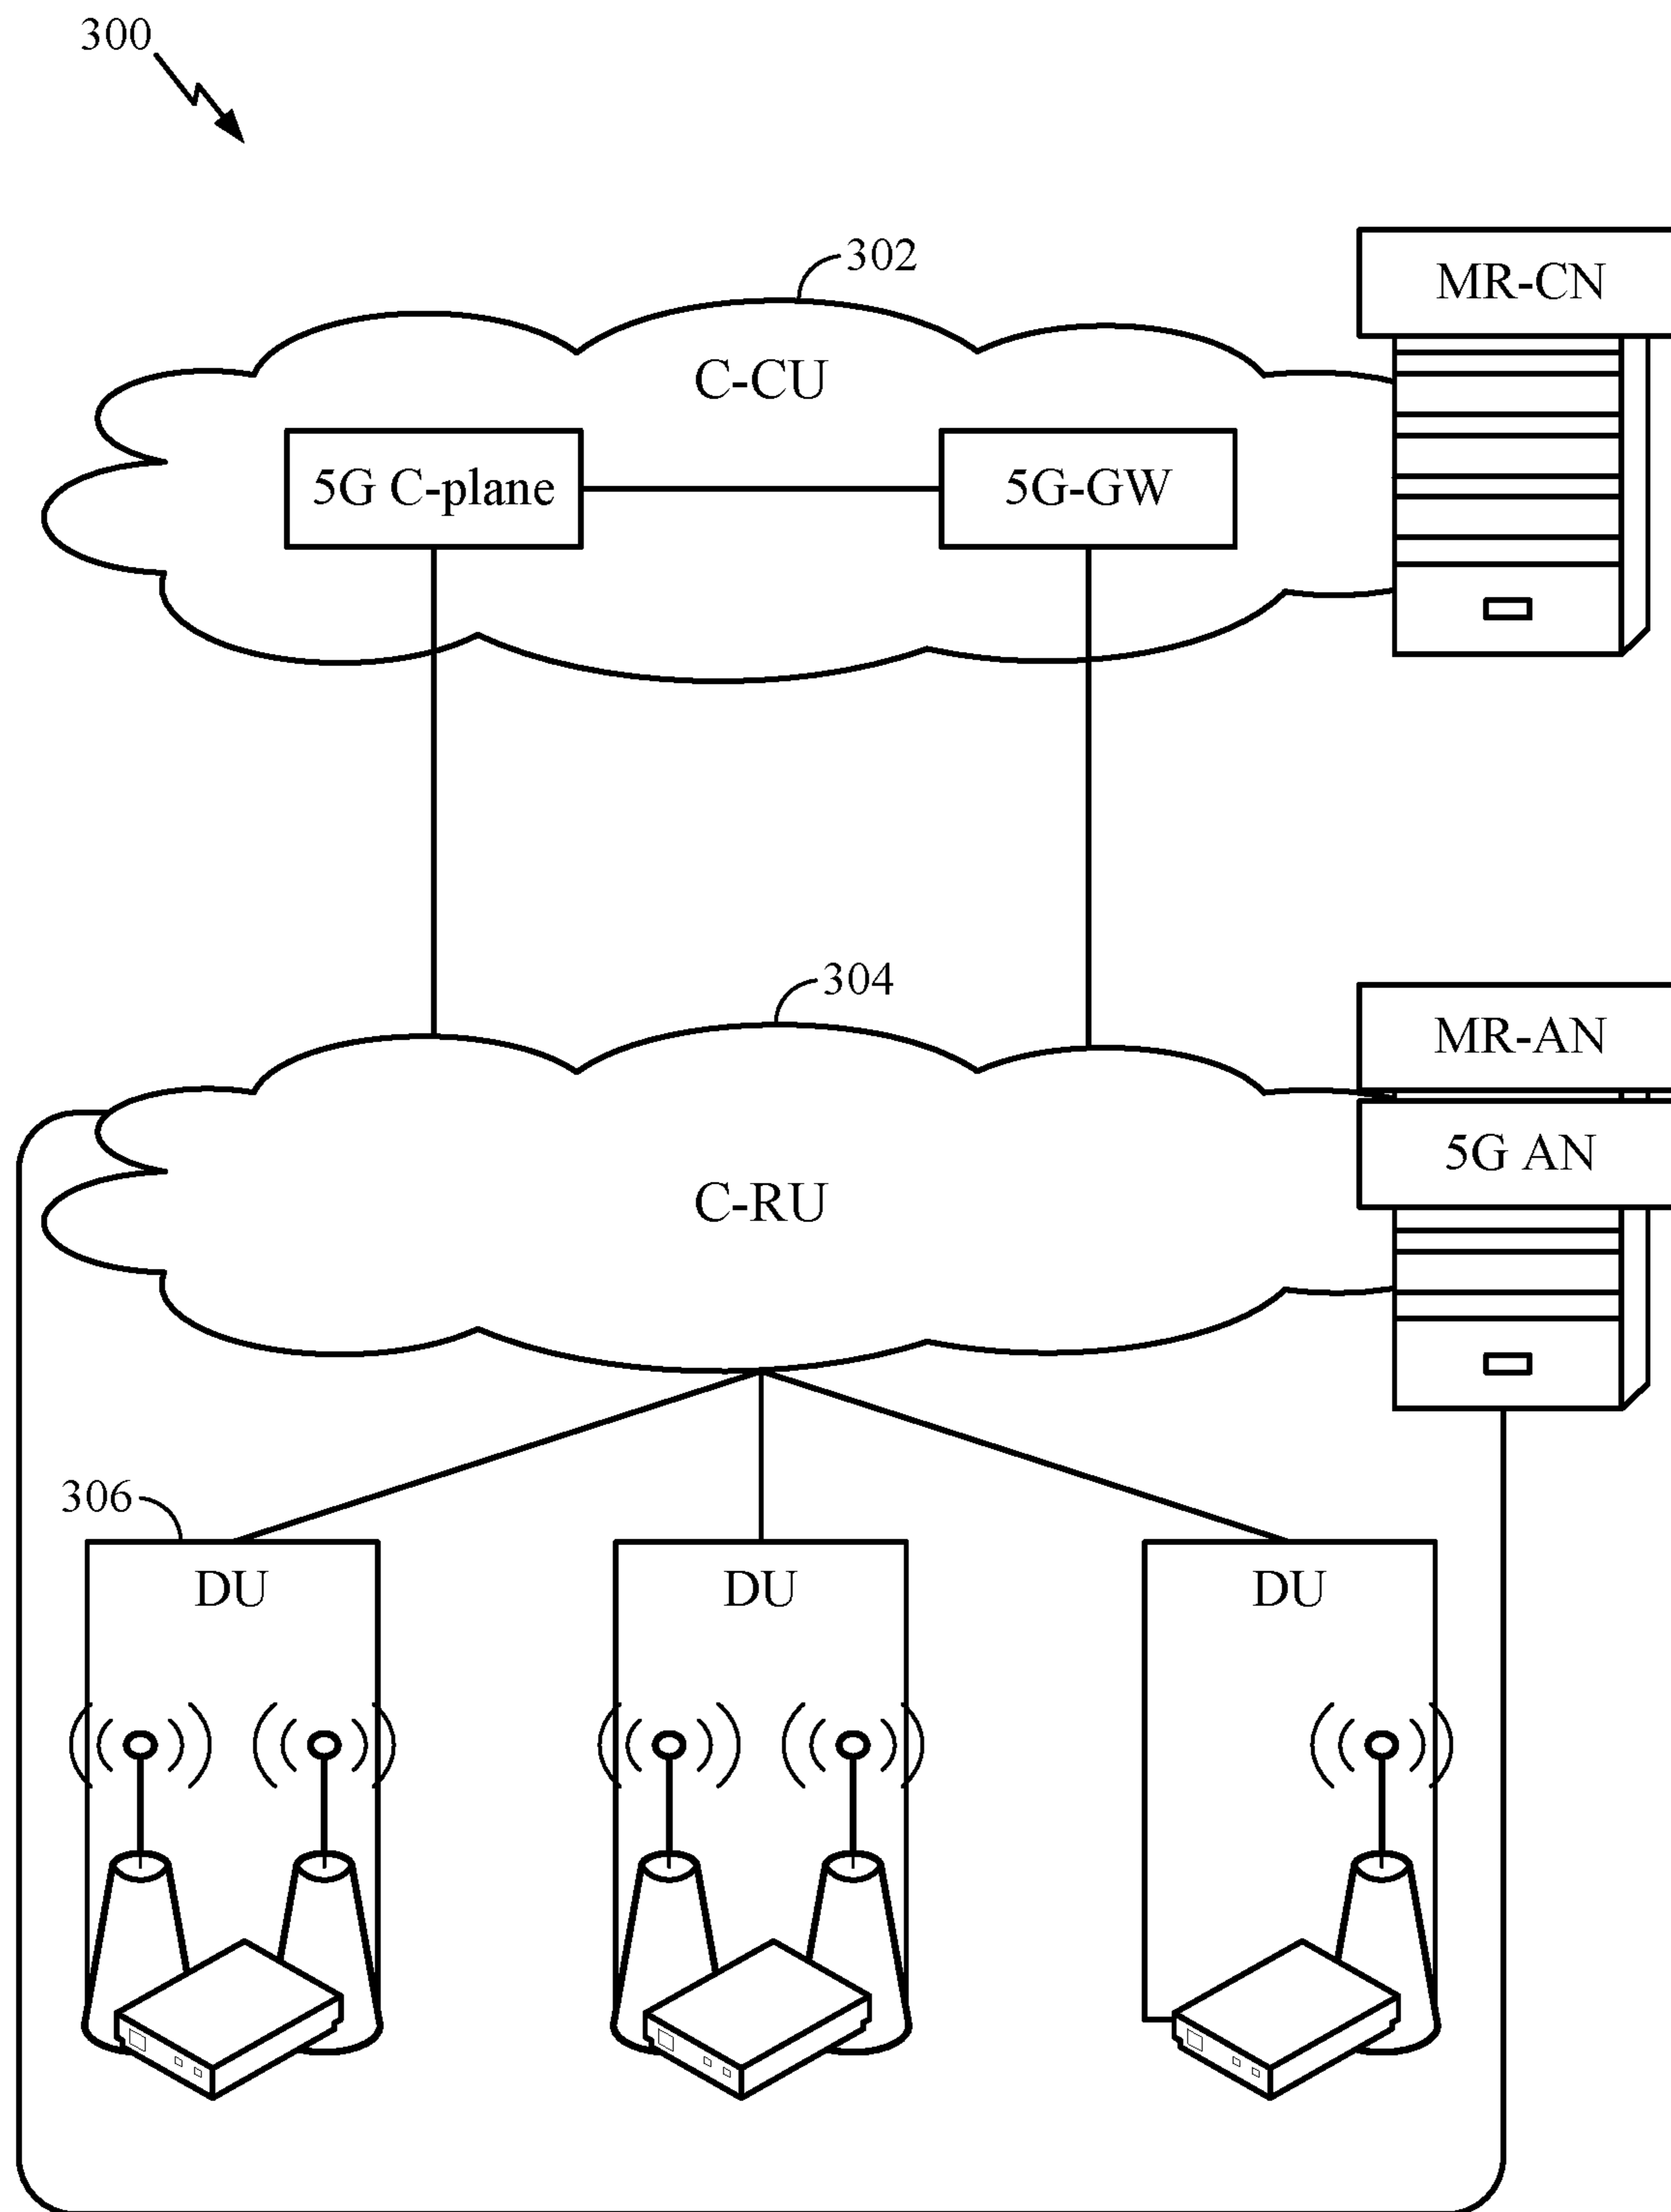 300
302
MR-CN
C-CU
5G C-plane
5G-GW
304
MR-AN
5G AN
C-RU
306
DU
DU
DU